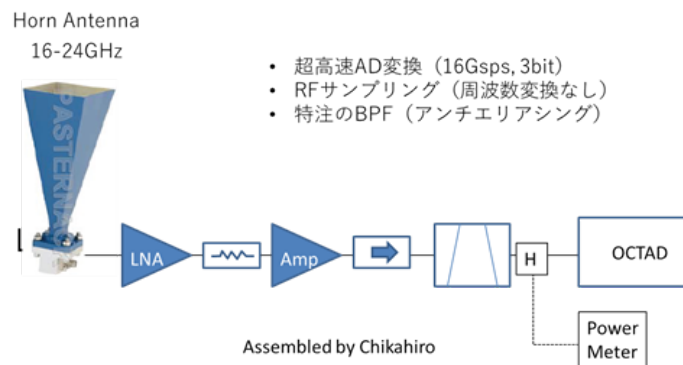 Horn Antenna
16-24GHz
• 超高速AD変換（16Gsps, 3bit）
• RFサンプリング（周波数変換なし）
• 特注のBPF（アンチエリアシング）
PASTERNA
LNA
Amp
H
OCTAD
Power
Meter
Assembled by Chikahiro